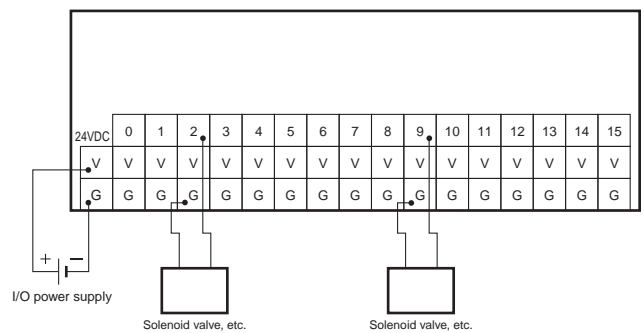 24VDC 0 1 2 3 4 5 6 7 8 9 10 11 12 13 14 15
V V V V V V V V V V V V V V V V V
G G G G G G G G G G G G G G G G G
+ −
I/O power supply
Solenoid valve, etc. Solenoid valve, etc.